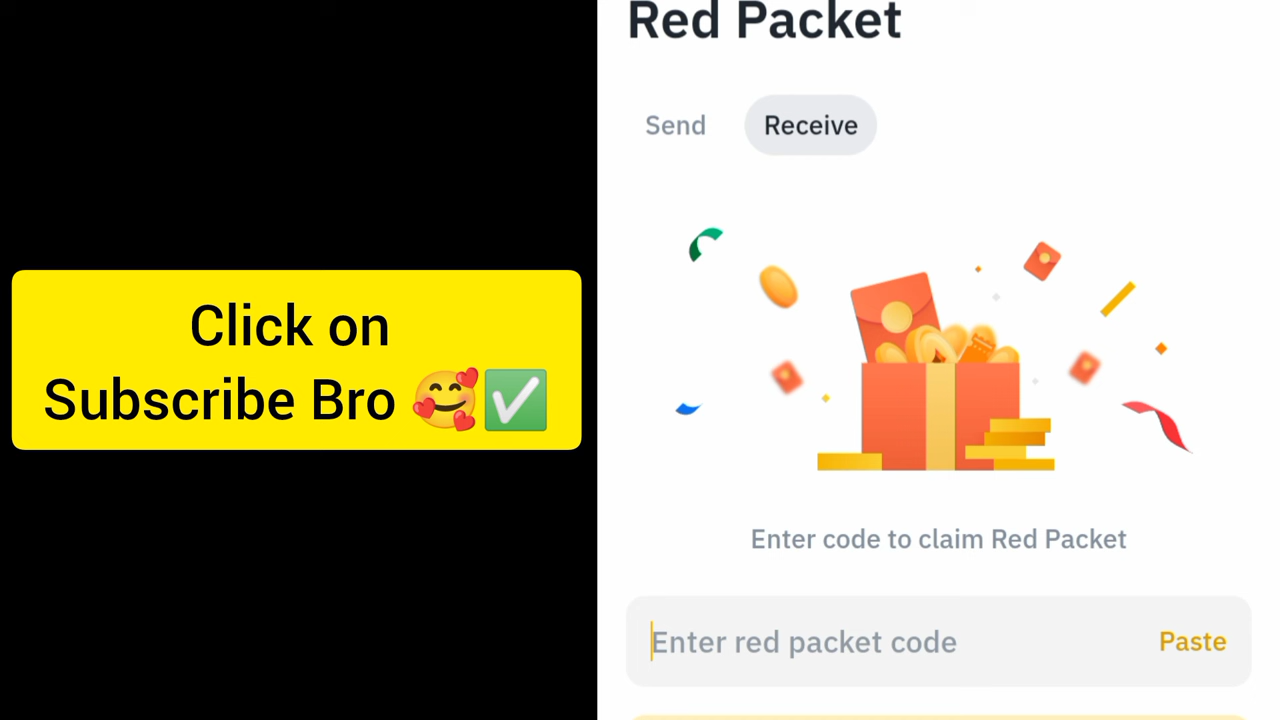 Click on
Subscribe Bro 🥰✅
Red Packet
Send
Receive
Enter code to claim Red Packet
Enter red packet code
Paste